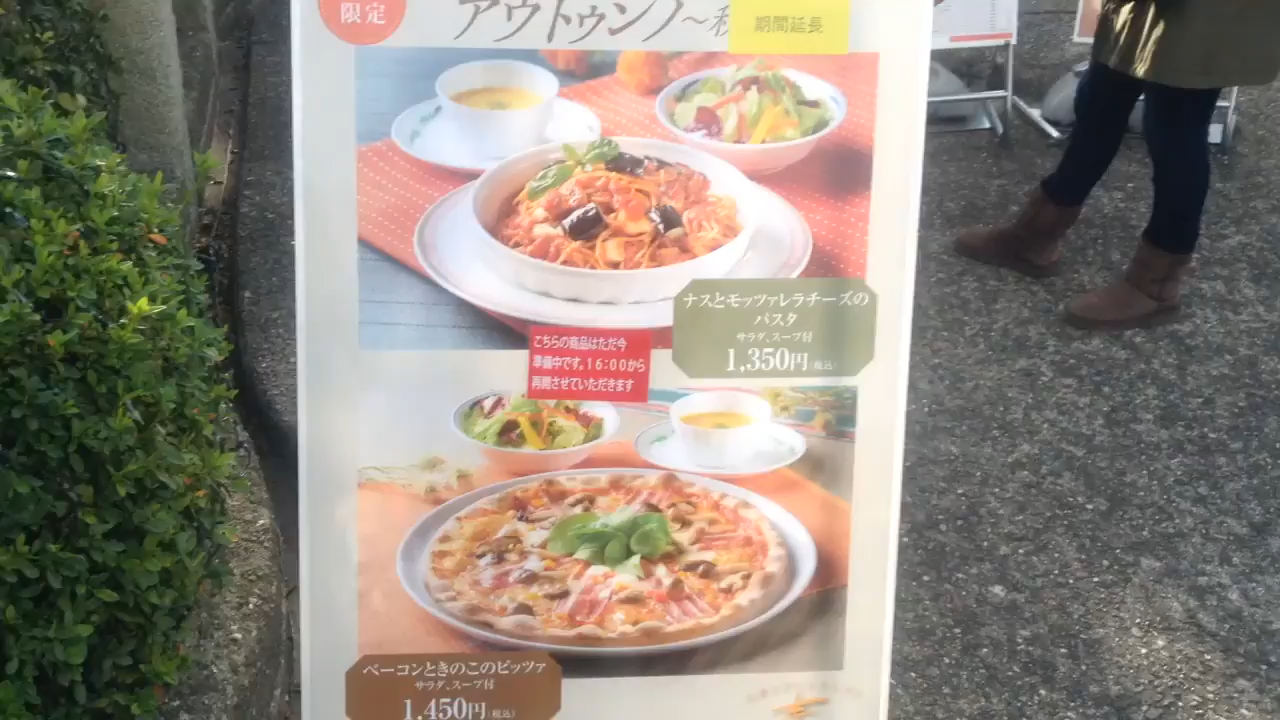 限定
アウトゥンノ～秋
期間延長
ナスとモッツァレラチーズの
パスタ
サラダ、スープ付
1,350円(税込)
こちらの商品はただ今
準備中です。16:00から
再開させていただきます
ベーコンときのこのピッツァ
サラダ、スープ付
1,450円(税込)